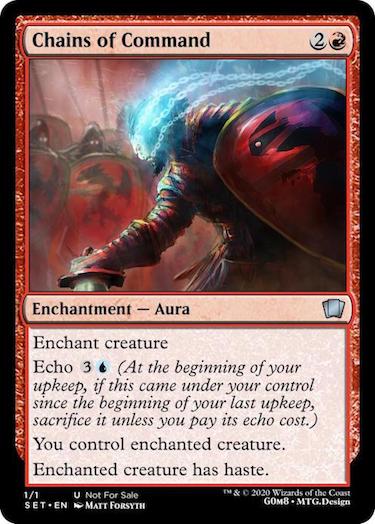 Chains of Command 2
Enchantment — Aura
Enchant creature
Echo 3 (At the beginning of your
upkeep, if this came under your control
since the beginning of your last upkeep,
sacrifice it unless you pay its echo cost.)
You control enchanted creature.
Enchanted creature has haste.
1/1 U Not For Sale ™ & © 2020 Wizards of the Coast
SET • EN Matt Forsyth G0M8 • MTG.Design